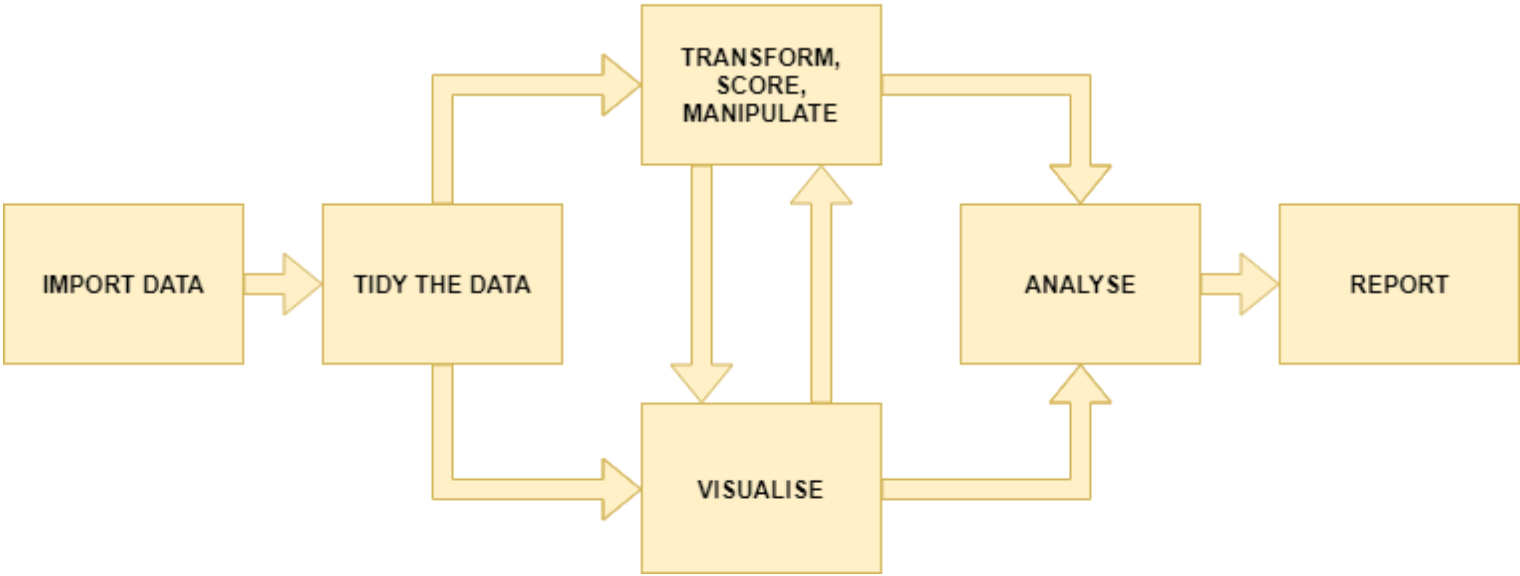 IMPORT DATA
TIDY THE DATA
TRANSFORM,
SCORE,
MANIPULATE
VISUALISE
ANALYSE
REPORT